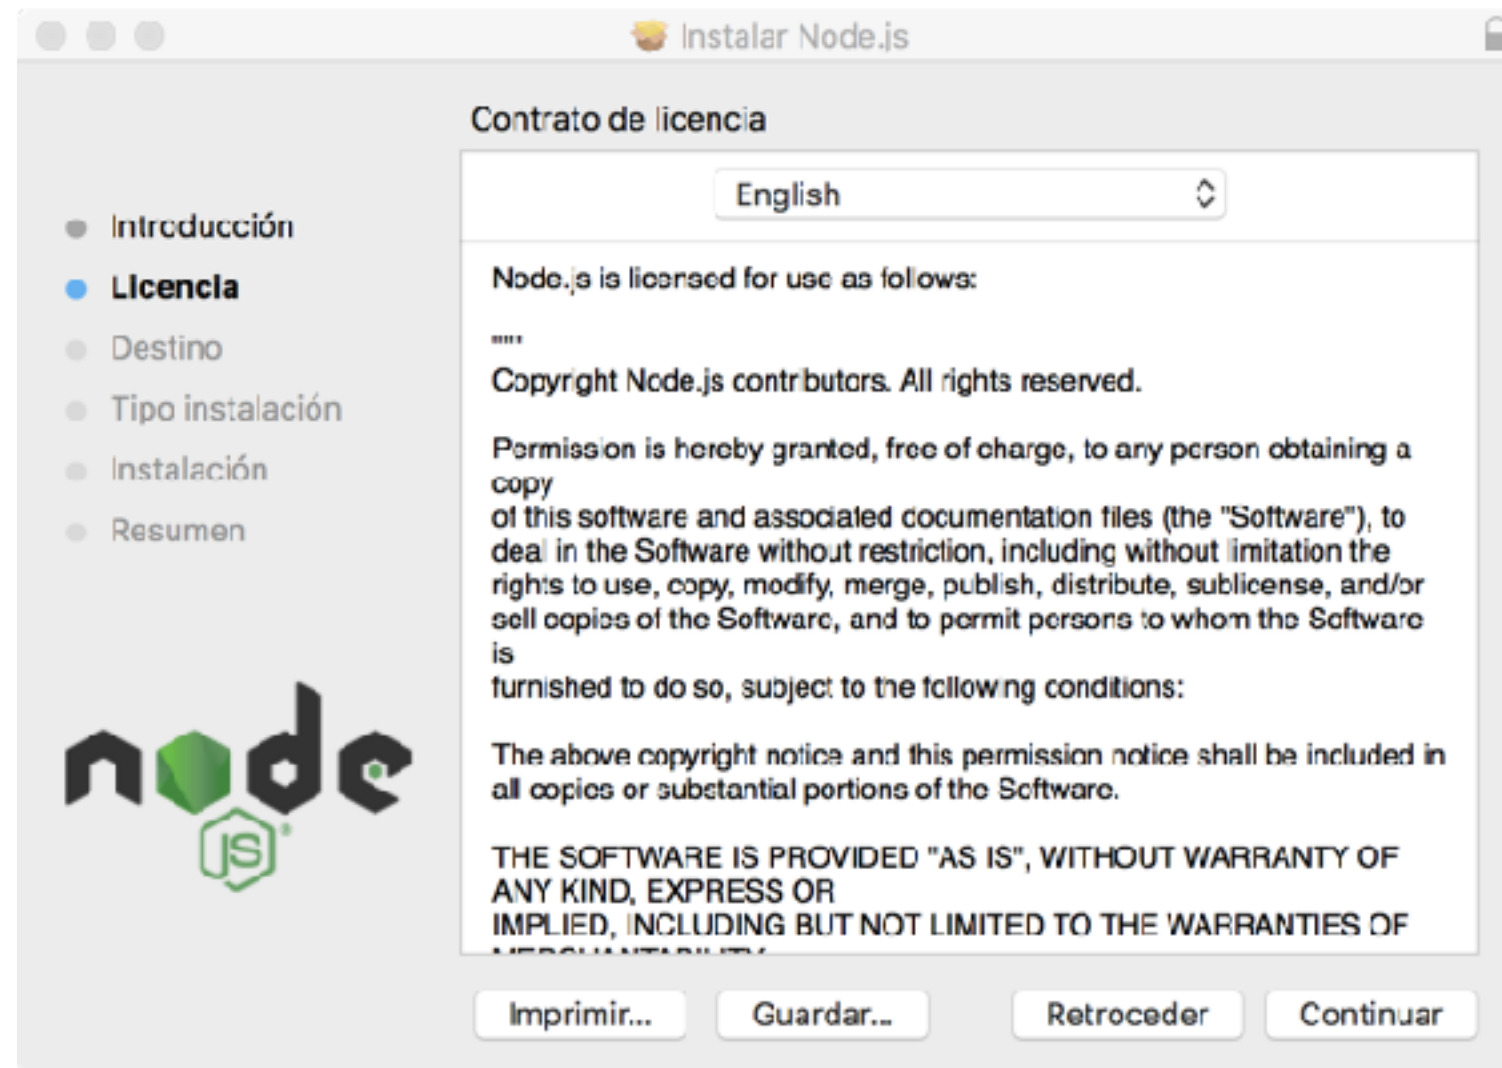 Instalar Node.js
Contrato de licencia
English
Introducción
Licencia
Destino
Tipo instalación
Instalación
Resumen
Node.js is licensed for use as follows:
"""
Copyright Node.js contributors. All rights reserved.
Permission is hereby granted, free of charge, to any person obtaining a
copy
of this software and associated documentation files (the "Software"), to
deal in the Software without restriction, including without limitation the
rights to use, copy, modify, merge, publish, distribute, sublicense, and/or
sell copies of the Software, and to permit persons to whom the Software
is
furnished to do so, subject to the following conditions:
The above copyright notice and this permission notice shall be included in
all copies or substantial portions of the Software.
THE SOFTWARE IS PROVIDED "AS IS", WITHOUT WARRANTY OF
ANY KIND, EXPRESS OR
IMPLIED, INCLUDING BUT NOT LIMITED TO THE WARRANTIES OF
MERCHANTABILITY
node
JS®
Imprimir...
Guardar...
Retroceder
Continuar